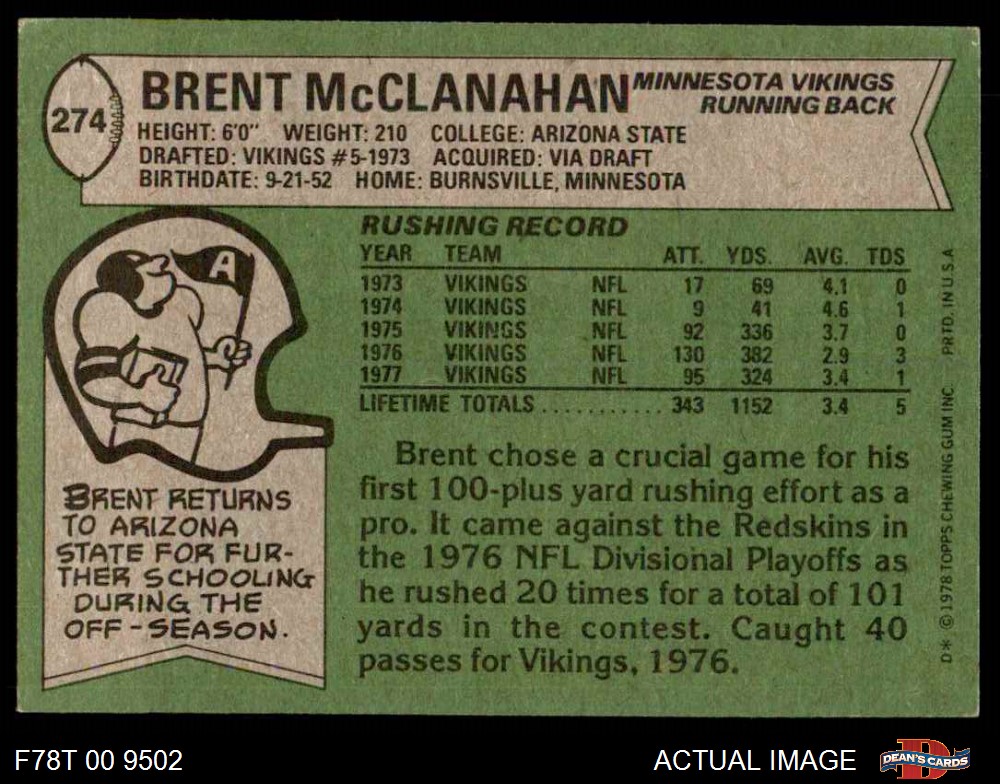 274
BRENT McCLANAHAN
MINNESOTA VIKINGS
RUNNING BACK
HEIGHT: 6'0" WEIGHT: 210 COLLEGE: ARIZONA STATE
DRAFTED: VIKINGS #5-1973 ACQUIRED: VIA DRAFT
BIRTHDATE: 9-21-52 HOME: BURNSVILLE, MINNESOTA
RUSHING RECORD
YEAR TEAM ATT. YDS. AVG. TDS
1973 VIKINGS NFL 17 69 4.1 0
1974 VIKINGS NFL 9 41 4.6 1
1975 VIKINGS NFL 92 336 3.7 0
1976 VIKINGS NFL 130 382 2.9 3
1977 VIKINGS NFL 95 324 3.4 1
LIFETIME TOTALS........... 343 1152 3.4 5
A
BRENT RETURNS
TO ARIZONA
STATE FOR FUR-
THER SCHOOLING
DURING THE
OFF-SEASON.
Brent chose a crucial game for his
first 100-plus yard rushing effort as a
pro. It came against the Redskins in
the 1976 NFL Divisional Playoffs as
he rushed 20 times for a total of 101
yards in the contest. Caught 40
passes for Vikings, 1976.
D* © 1978 TOPPS CHEWING GUM INC. PRTD. IN U.S.A
F78T 00 9502
ACTUAL IMAGE
D
DEAN'S CARDS